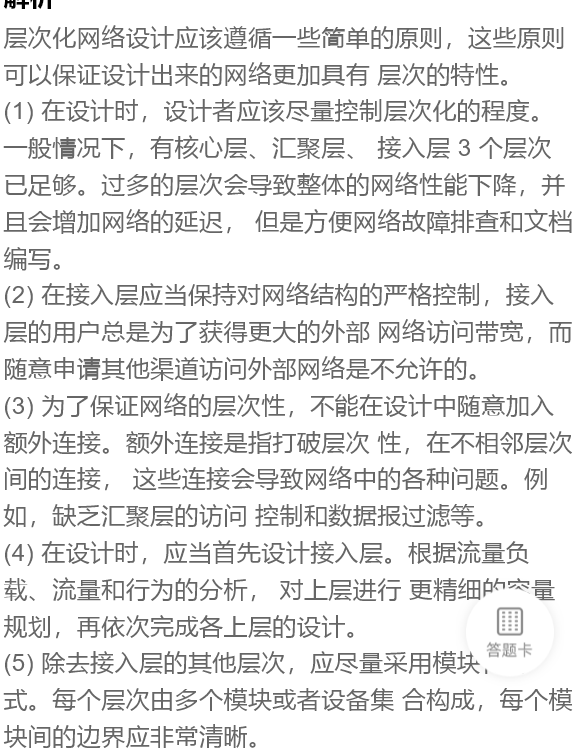 解析
层次化网络设计应该遵循一些简单的原则，这些原则
可以保证设计出来的网络更加具有 层次的特性。
(1) 在设计时，设计者应该尽量控制层次化的程度。
一般情况下，有核心层、汇聚层、 接入层 3 个层次
已足够。过多的层次会导致整体的网络性能下降，并
且会增加网络的延迟， 但是方便网络故障排查和文档
编写。
(2) 在接入层应当保持对网络结构的严格控制，接入
层的用户总是为了获得更大的外部 网络访问带宽，而
随意申请其他渠道访问外部网络是不允许的。
(3) 为了保证网络的层次性，不能在设计中随意加入
额外连接。额外连接是指打破层次 性，在不相邻层次
间的连接， 这些连接会导致网络中的各种问题。例
如，缺乏汇聚层的访问 控制和数据报过滤等。
(4) 在设计时，应当首先设计接入层。根据流量负
载、流量和行为的分析， 对上层进行 更精细的容量
规划，再依次完成各上层的设计。
答题卡
(5) 除去接入层的其他层次，应尽量采用模块
式。每个层次由多个模块或者设备集 合构成，每个模
块间的边界应非常清晰。